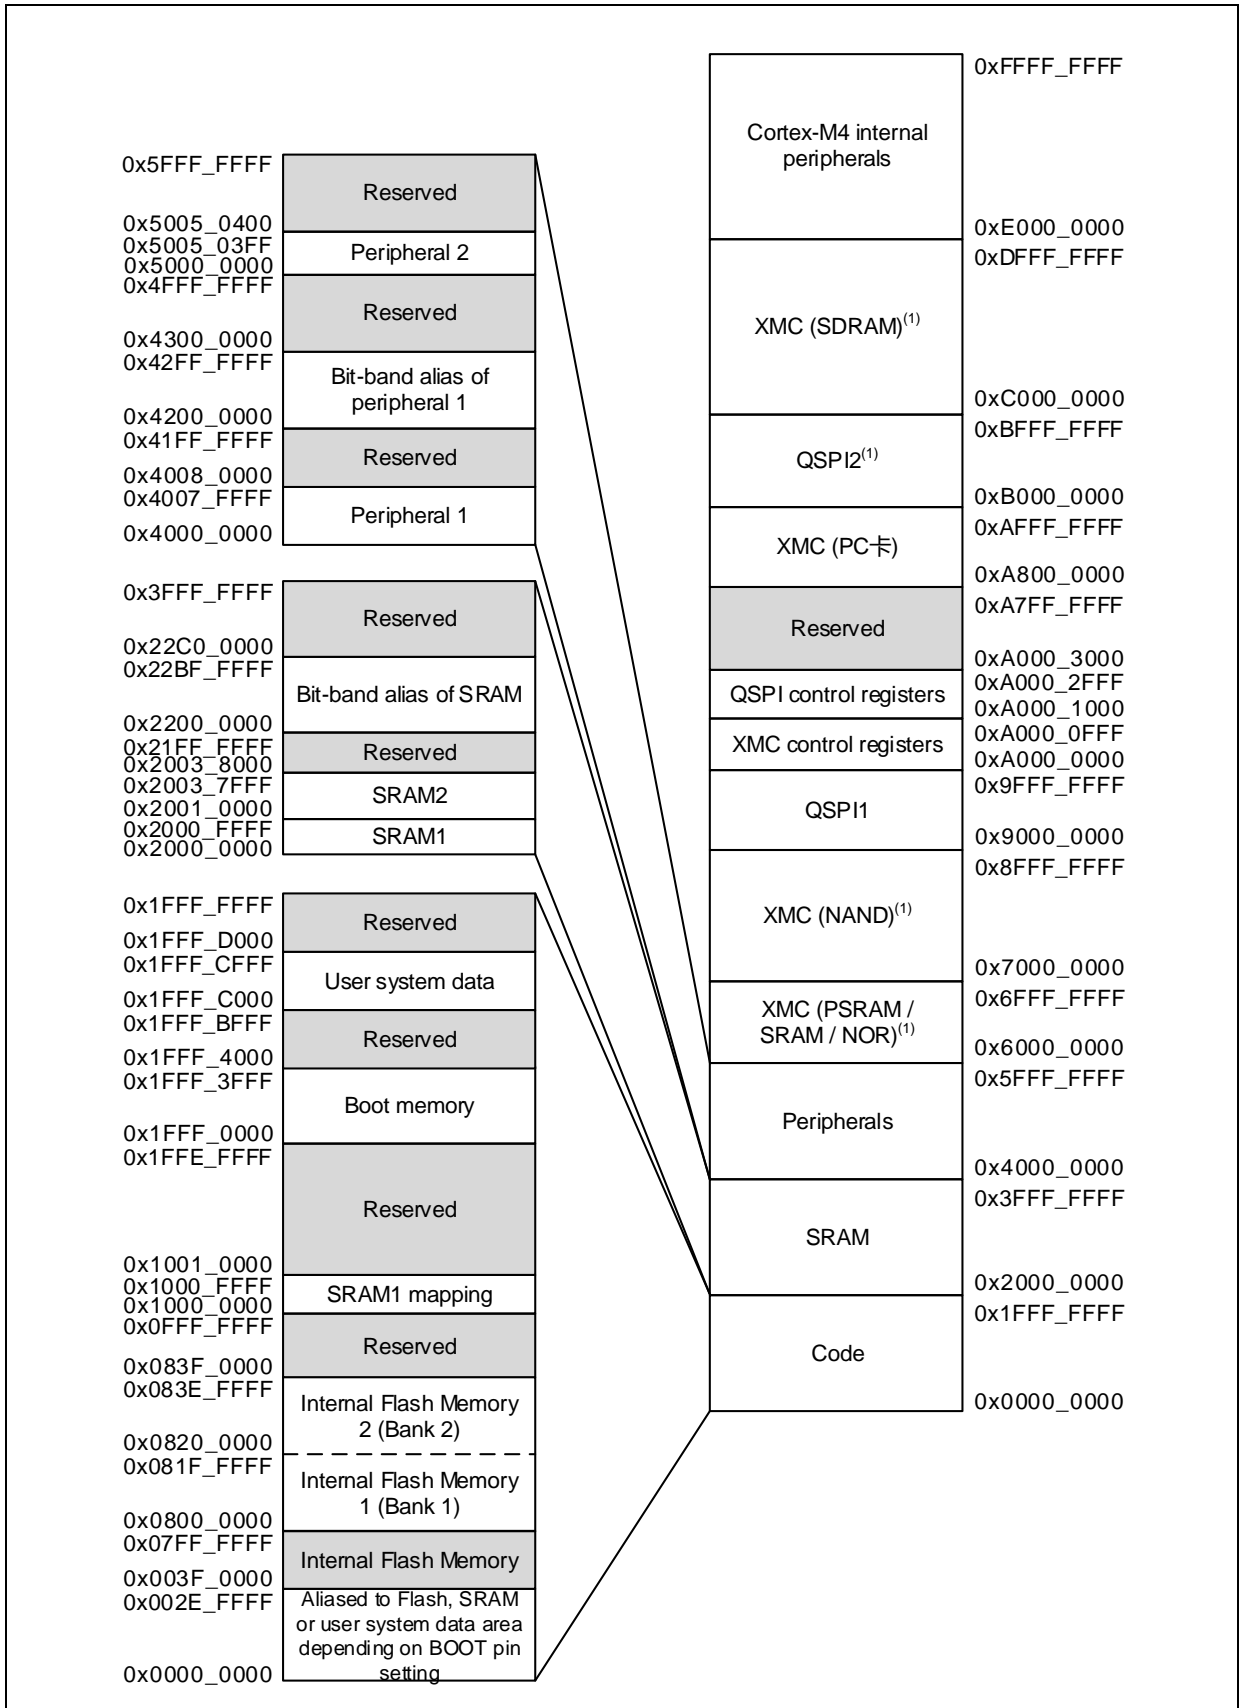 0x5FFF_FFFF
Reserved
0x5005_0400
0x5005_03FF
Peripheral 2
0x5000_0000
0x4FFF_FFFF
Reserved
0x4300_0000
0x42FF_FFFF
Bit-band alias of
peripheral 1
0x4200_0000
0x41FF_FFFF
Reserved
0x4008_0000
0x4007_FFFF
Peripheral 1
0x4000_0000
0x3FFF_FFFF
Reserved
0x22C0_0000
0x22BF_FFFF
Bit-band alias of SRAM
0x2200_0000
0x21FF_FFFF
Reserved
0x2003_8000
0x2003_7FFF
SRAM2
0x2001_0000
0x2000_FFFF
SRAM1
0x2000_0000
0x1FFF_FFFF
Reserved
0x1FFF_D000
0x1FFF_CFFF
User system data
0x1FFF_C000
0x1FFF_BFFF
Reserved
0x1FFF_4000
0x1FFF_3FFF
Boot memory
0x1FFF_0000
0x1FFE_FFFF
Reserved
0x1001_0000
0x1000_FFFF
SRAM1 mapping
0x1000_0000
0x0FFF_FFFF
Reserved
0x083F_0000
0x083E_FFFF
Internal Flash Memory
2 (Bank 2)
0x0820_0000
0x081F_FFFF
Internal Flash Memory
1 (Bank 1)
0x0800_0000
0x07FF_FFFF
Internal Flash Memory
0x003F_0000
0x002E_FFFF
Aliased to Flash, SRAM
or user system data area
depending on BOOT pin
setting
0x0000_0000
0xFFFF_FFFF
Cortex-M4 internal
peripherals
0xE000_0000
0xDFFF_FFFF
XMC (SDRAM)(1)
0xC000_0000
0xBFFF_FFFF
QSPI2(1)
0xB000_0000
0xAFFF_FFFF
XMC (PC卡)
0xA800_0000
0xA7FF_FFFF
Reserved
0xA000_3000
0xA000_2FFF
QSPI control registers
0xA000_1000
0xA000_0FFF
XMC control registers
0xA000_0000
0x9FFF_FFFF
QSPI1
0x9000_0000
0x8FFF_FFFF
XMC (NAND)(1)
0x7000_0000
0x6FFF_FFFF
XMC (PSRAM /
SRAM / NOR)(1)
0x6000_0000
0x5FFF_FFFF
Peripherals
0x4000_0000
0x3FFF_FFFF
SRAM
0x2000_0000
0x1FFF_FFFF
Code
0x0000_0000